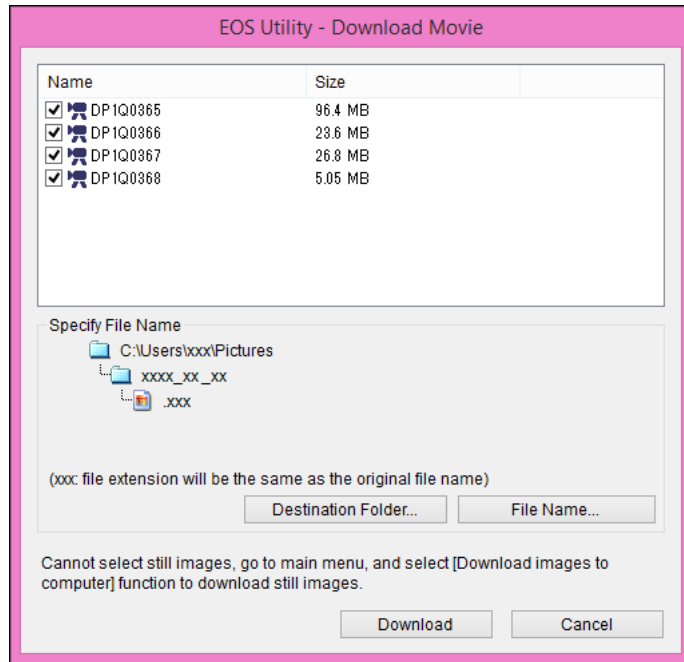 EOS Utility - Download Movie
Name Size
DP1Q0365 96.4 MB
DP1Q0366 23.6 MB
DP1Q0367 26.8 MB
DP1Q0368 5.05 MB
Specify File Name
C:\Users\xxx\Pictures
xxxx_xx_xx
.xxx
(xxx: file extension will be the same as the original file name)
Destination Folder... File Name...
Cannot select still images, go to main menu, and select [Download images to
computer] function to download still images.
Download Cancel